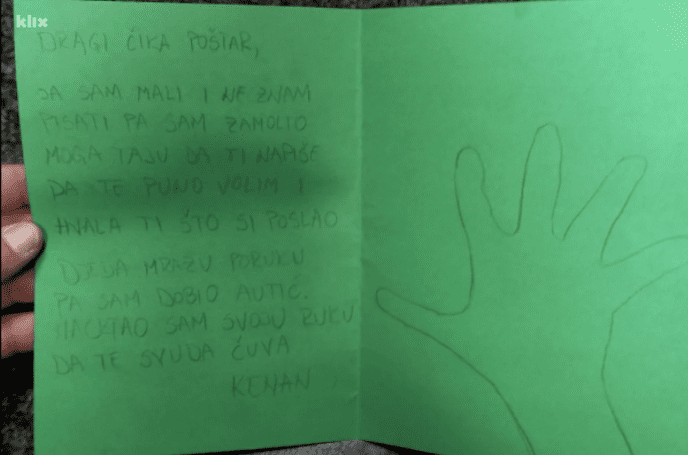 klix
DRAGI ČIKA POŠTAR,
JA SAM MALI I NE ZNAM
PISATI PA SAM ZAMOLIO
MOGA TAJU DA TI NAPIŠE
DA TE PUNO VOLIM I
HVALA TI ŠTO SI POSLAO
DJEDA MRAZU PORUKU
PA SAM DOBIO AUTIĆ.
NACRTAO SAM SVOJU RUKU
DA TE SVUDA ČUVA
KENAN